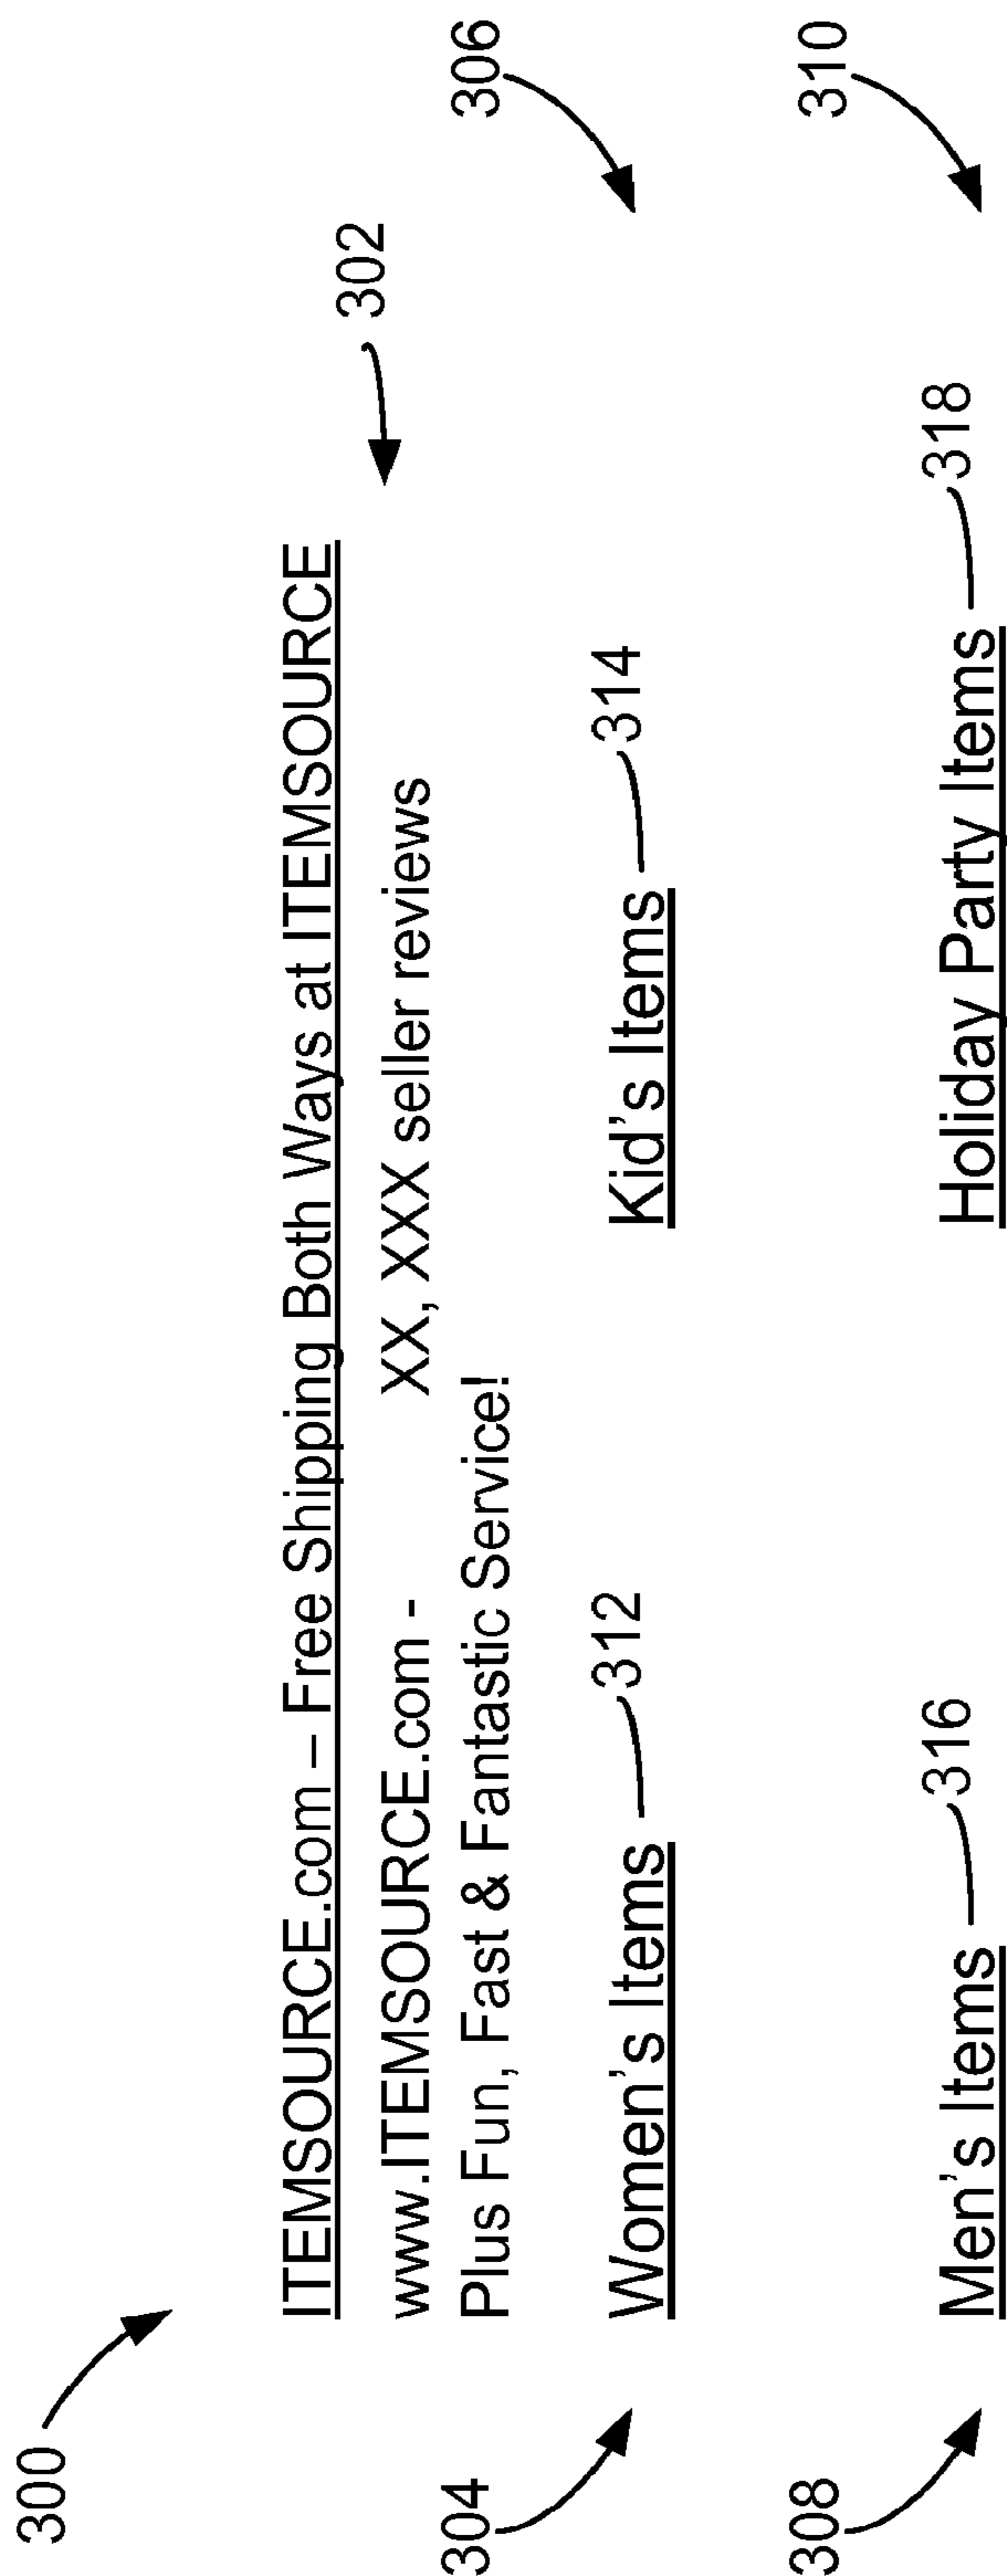 300
ITEMSOURCE.com – Free Shipping Both Ways at ITEMSOURCE
302
www.ITEMSOURCE.com - XX, XXX seller reviews
Plus Fun, Fast & Fantastic Service!
304
306
Women's Items 312
Kid's Items 314
308
310
Men's Items 316
Holiday Party Items 318